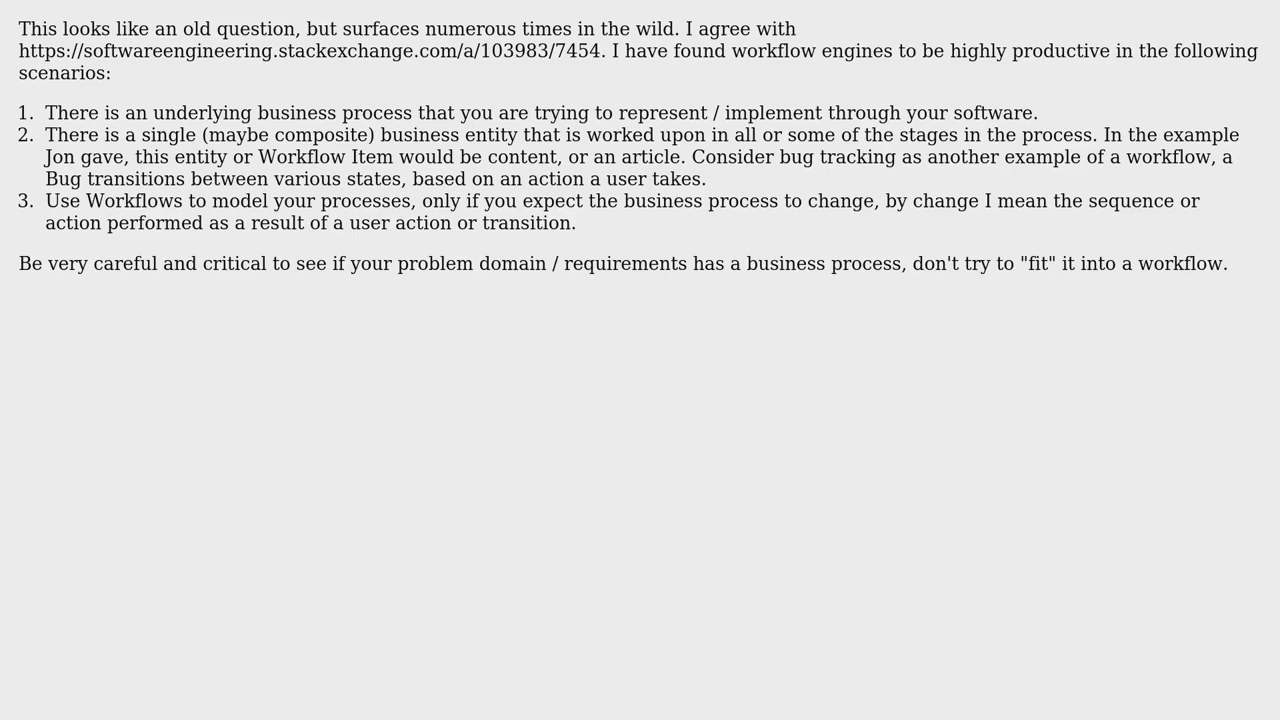 This looks like an old question, but surfaces numerous times in the wild. I agree with
https://softwareengineering.stackexchange.com/a/103983/7454. I have found workflow engines to be highly productive in the following
scenarios:
1. There is an underlying business process that you are trying to represent / implement through your software.
2. There is a single (maybe composite) business entity that is worked upon in all or some of the stages in the process. In the example
Jon gave, this entity or Workflow Item would be content, or an article. Consider bug tracking as another example of a workflow, a
Bug transitions between various states, based on an action a user takes.
3. Use Workflows to model your processes, only if you expect the business process to change, by change I mean the sequence or
action performed as a result of a user action or transition.
Be very careful and critical to see if your problem domain / requirements has a business process, don't try to "fit" it into a workflow.